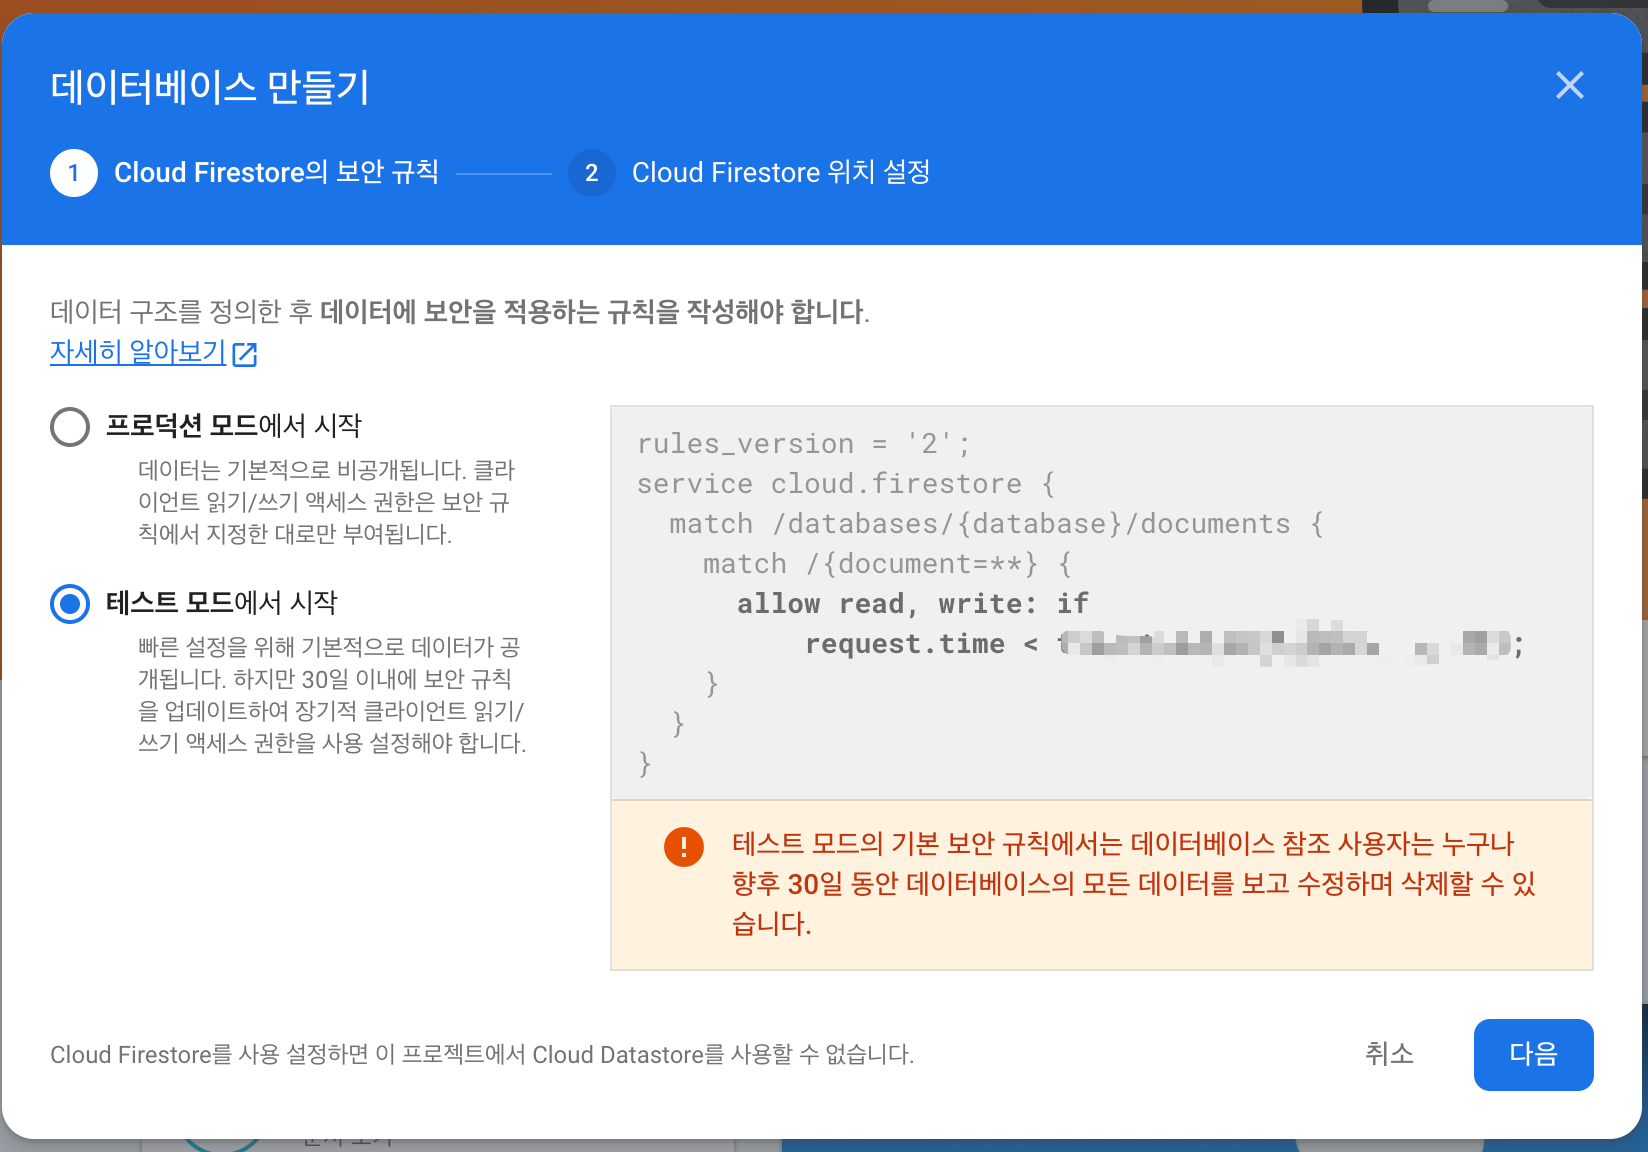 데이터베이스 만들기
1 Cloud Firestore의 보안 규칙
2 Cloud Firestore 위치 설정
데이터 구조를 정의한 후 데이터에 보안을 적용하는 규칙을 작성해야 합니다.
자세히 알아보기
프로덕션 모드에서 시작
데이터는 기본적으로 비공개됩니다. 클라
이언트 읽기/쓰기 액세스 권한은 보안 규
칙에서 지정한 대로만 부여됩니다.
테스트 모드에서 시작
빠른 설정을 위해 기본적으로 데이터가 공
개됩니다. 하지만 30일 이내에 보안 규칙
을 업데이트하여 장기적 클라이언트 읽기/
쓰기 액세스 권한을 사용 설정해야 합니다.
rules_version = '2';
service cloud.firestore {
match /databases/{database}/documents {
match /{document=**} {
allow read, write: if
request.time < ;
}
}
}
테스트 모드의 기본 보안 규칙에서는 데이터베이스 참조 사용자는 누구나
향후 30일 동안 데이터베이스의 모든 데이터를 보고 수정하며 삭제할 수 있
습니다.
Cloud Firestore를 사용 설정하면 이 프로젝트에서 Cloud Datastore를 사용할 수 없습니다.
취소
다음